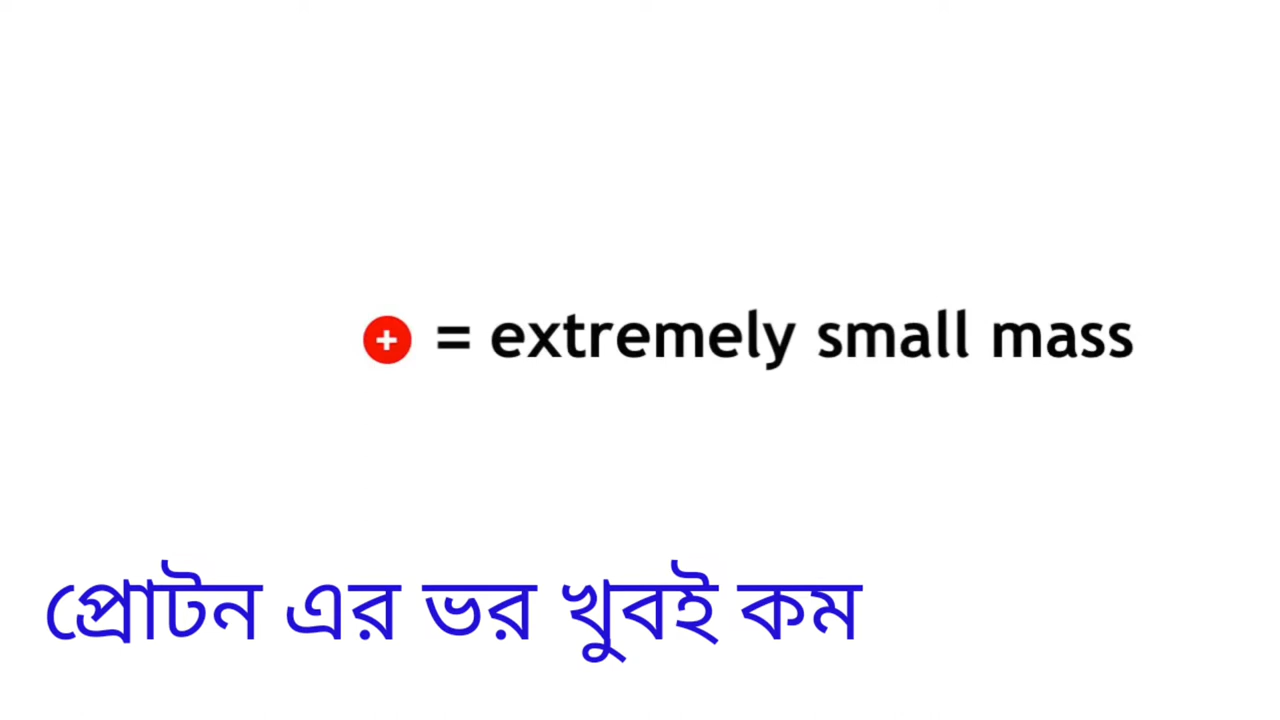 + = extremely small mass
প্রোটন এর ভর খুবই কম